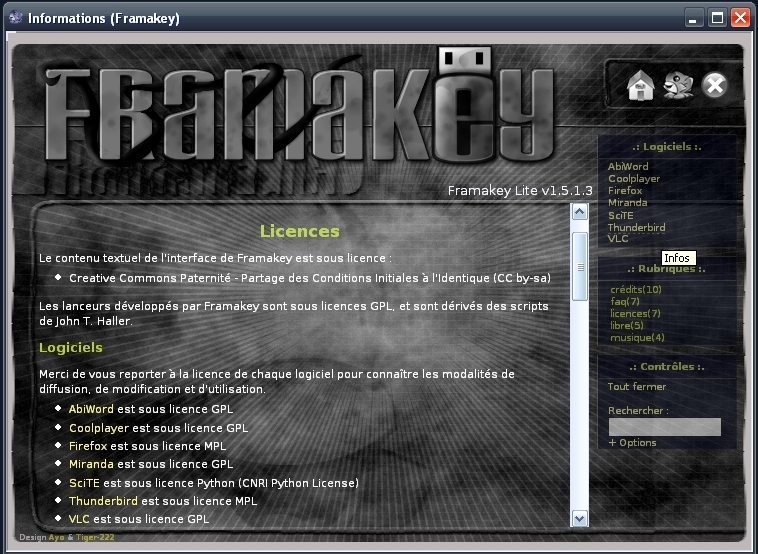 Informations (Framakey)
FRamakey
Framakey Lite v1.5.1.3
Licences
Le contenu textuel de l'interface de Framakey est sous licence :
Creative Commons Paternité - Partage des Conditions Initiales à l'Identique (CC by-sa)
Les lanceurs développés par Framakey sont sous licences GPL, et sont dérivés des scripts
de John T. Haller.
Logiciels
Merci de vous reporter à la licence de chaque logiciel pour connaître les modalités de
diffusion, de modification et d'utilisation.
AbiWord est sous licence GPL
Coolplayer est sous licence GPL
Firefox est sous licence MPL
Miranda est sous licence GPL
SciTE est sous licence Python (CNRI Python License)
Thunderbird est sous licence MPL
VLC est sous licence GPL
.: Logiciels :.
AbiWord
Coolplayer
Firefox
Miranda
SciTE
Thunderbird
VLC
Infos
.: Rubriques :.
crédits(10)
faq(7)
licences(7)
libre(5)
musique(4)
.: Contrôles :.
Tout fermer
Rechercher :
+ Options
Design Ayo & Tiger-222